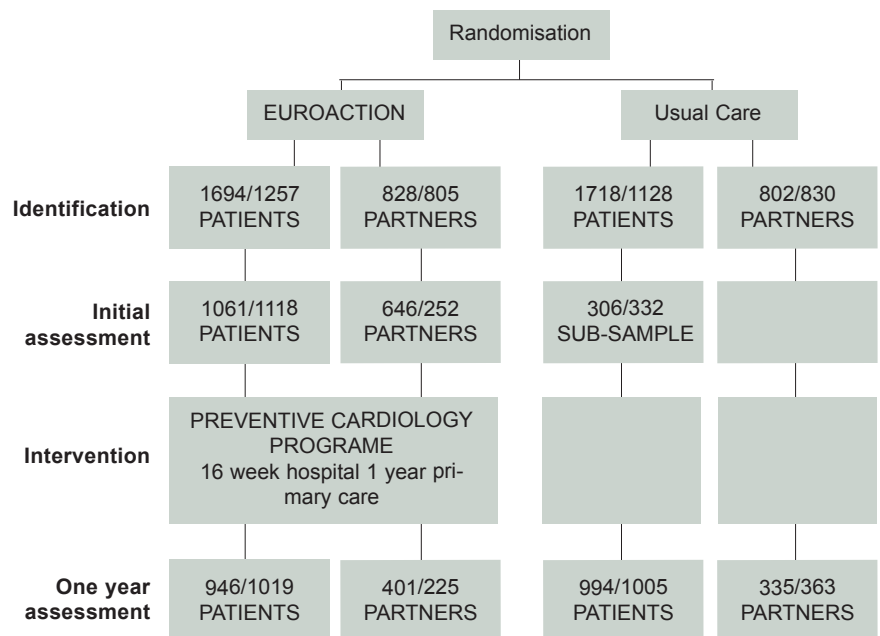 Randomisation
EUROACTION
Usual Care
Identification
1694/1257
PATIENTS
828/805
PARTNERS
1718/1128
PATIENTS
802/830
PARTNERS
Initial
assessment
1061/1118
PATIENTS
646/252
PARTNERS
306/332
SUB-SAMPLE
Intervention
PREVENTIVE CARDIOLOGY
PROGRAME
16 week hospital 1 year pri-
mary care
One year
assessment
946/1019
PATIENTS
401/225
PARTNERS
994/1005
PATIENTS
335/363
PARTNERS